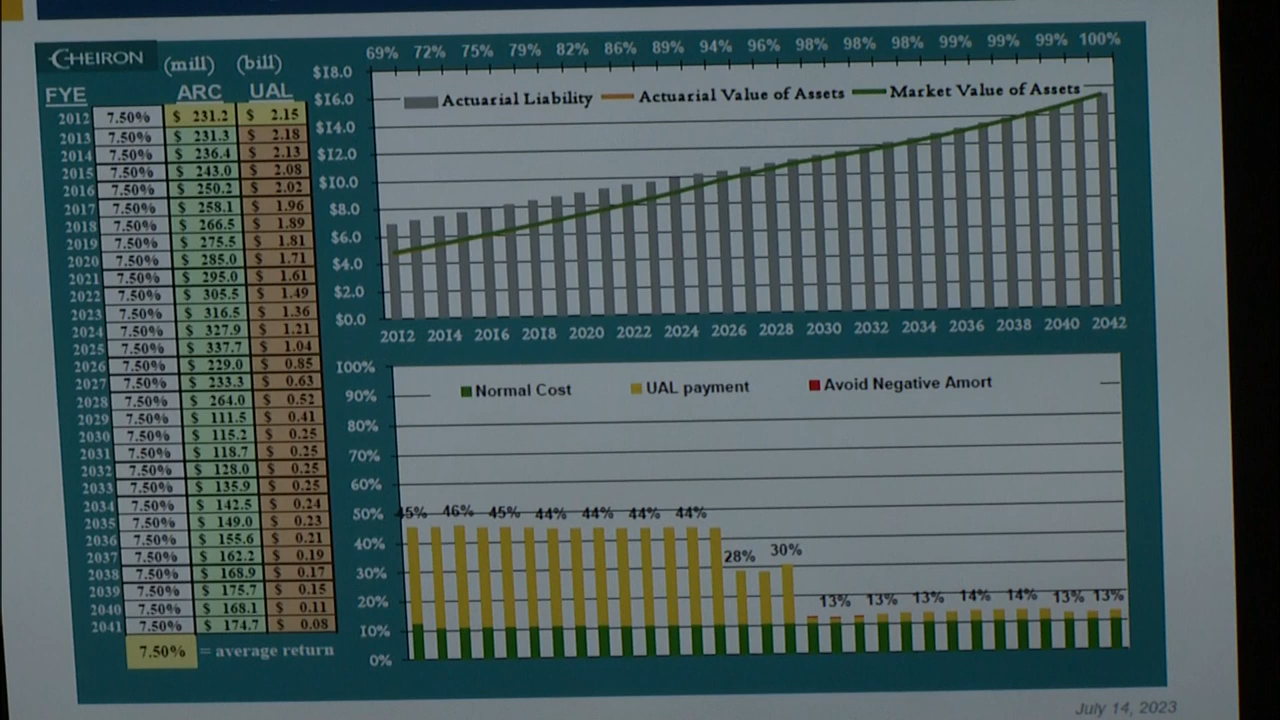 CHEIRON
(mill) (bill)
FYE ARC UAL
2012 7.50% $ 231.2 $ 2.15
2013 7.50% $ 231.3 $ 2.18
2014 7.50% $ 236.4 $ 2.13
2015 7.50% $ 243.0 $ 2.08
2016 7.50% $ 250.2 $ 2.02
2017 7.50% $ 258.1 $ 1.96
2018 7.50% $ 266.5 $ 1.89
2019 7.50% $ 275.5 $ 1.81
2020 7.50% $ 285.0 $ 1.71
2021 7.50% $ 295.0 $ 1.61
2022 7.50% $ 305.5 $ 1.49
2023 7.50% $ 316.5 $ 1.36
2024 7.50% $ 327.9 $ 1.21
2025 7.50% $ 337.7 $ 1.04
2026 7.50% $ 229.0 $ 0.85
2027 7.50% $ 233.3 $ 0.63
2028 7.50% $ 264.0 $ 0.52
2029 7.50% $ 111.5 $ 0.41
2030 7.50% $ 115.2 $ 0.25
2031 7.50% $ 118.7 $ 0.25
2032 7.50% $ 128.0 $ 0.25
2033 7.50% $ 135.9 $ 0.25
2034 7.50% $ 142.5 $ 0.24
2035 7.50% $ 149.0 $ 0.23
2036 7.50% $ 155.6 $ 0.21
2037 7.50% $ 162.2 $ 0.19
2038 7.50% $ 168.9 $ 0.17
2039 7.50% $ 175.7 $ 0.15
2040 7.50% $ 168.1 $ 0.11
2041 7.50% $ 174.7 $ 0.08
7.50% = average return
69% 72% 75% 79% 82% 86% 89% 94% 96% 98% 98% 98% 99% 99% 99% 100%
Actuarial Liability Actuarial Value of Assets Market Value of Assets
$18.0
$16.0
$14.0
$12.0
$10.0
$8.0
$6.0
$4.0
$2.0
$0.0
2012 2014 2016 2018 2020 2022 2024 2026 2028 2030 2032 2034 2036 2038 2040 2042
Normal Cost UAL payment Avoid Negative Amort
100%
90%
80%
70%
60%
50%
40%
30%
20%
10%
0%
45% 46% 45% 44% 44% 44% 44% 28% 30% 13% 13% 13% 14% 14% 13% 13%
July 14, 2023